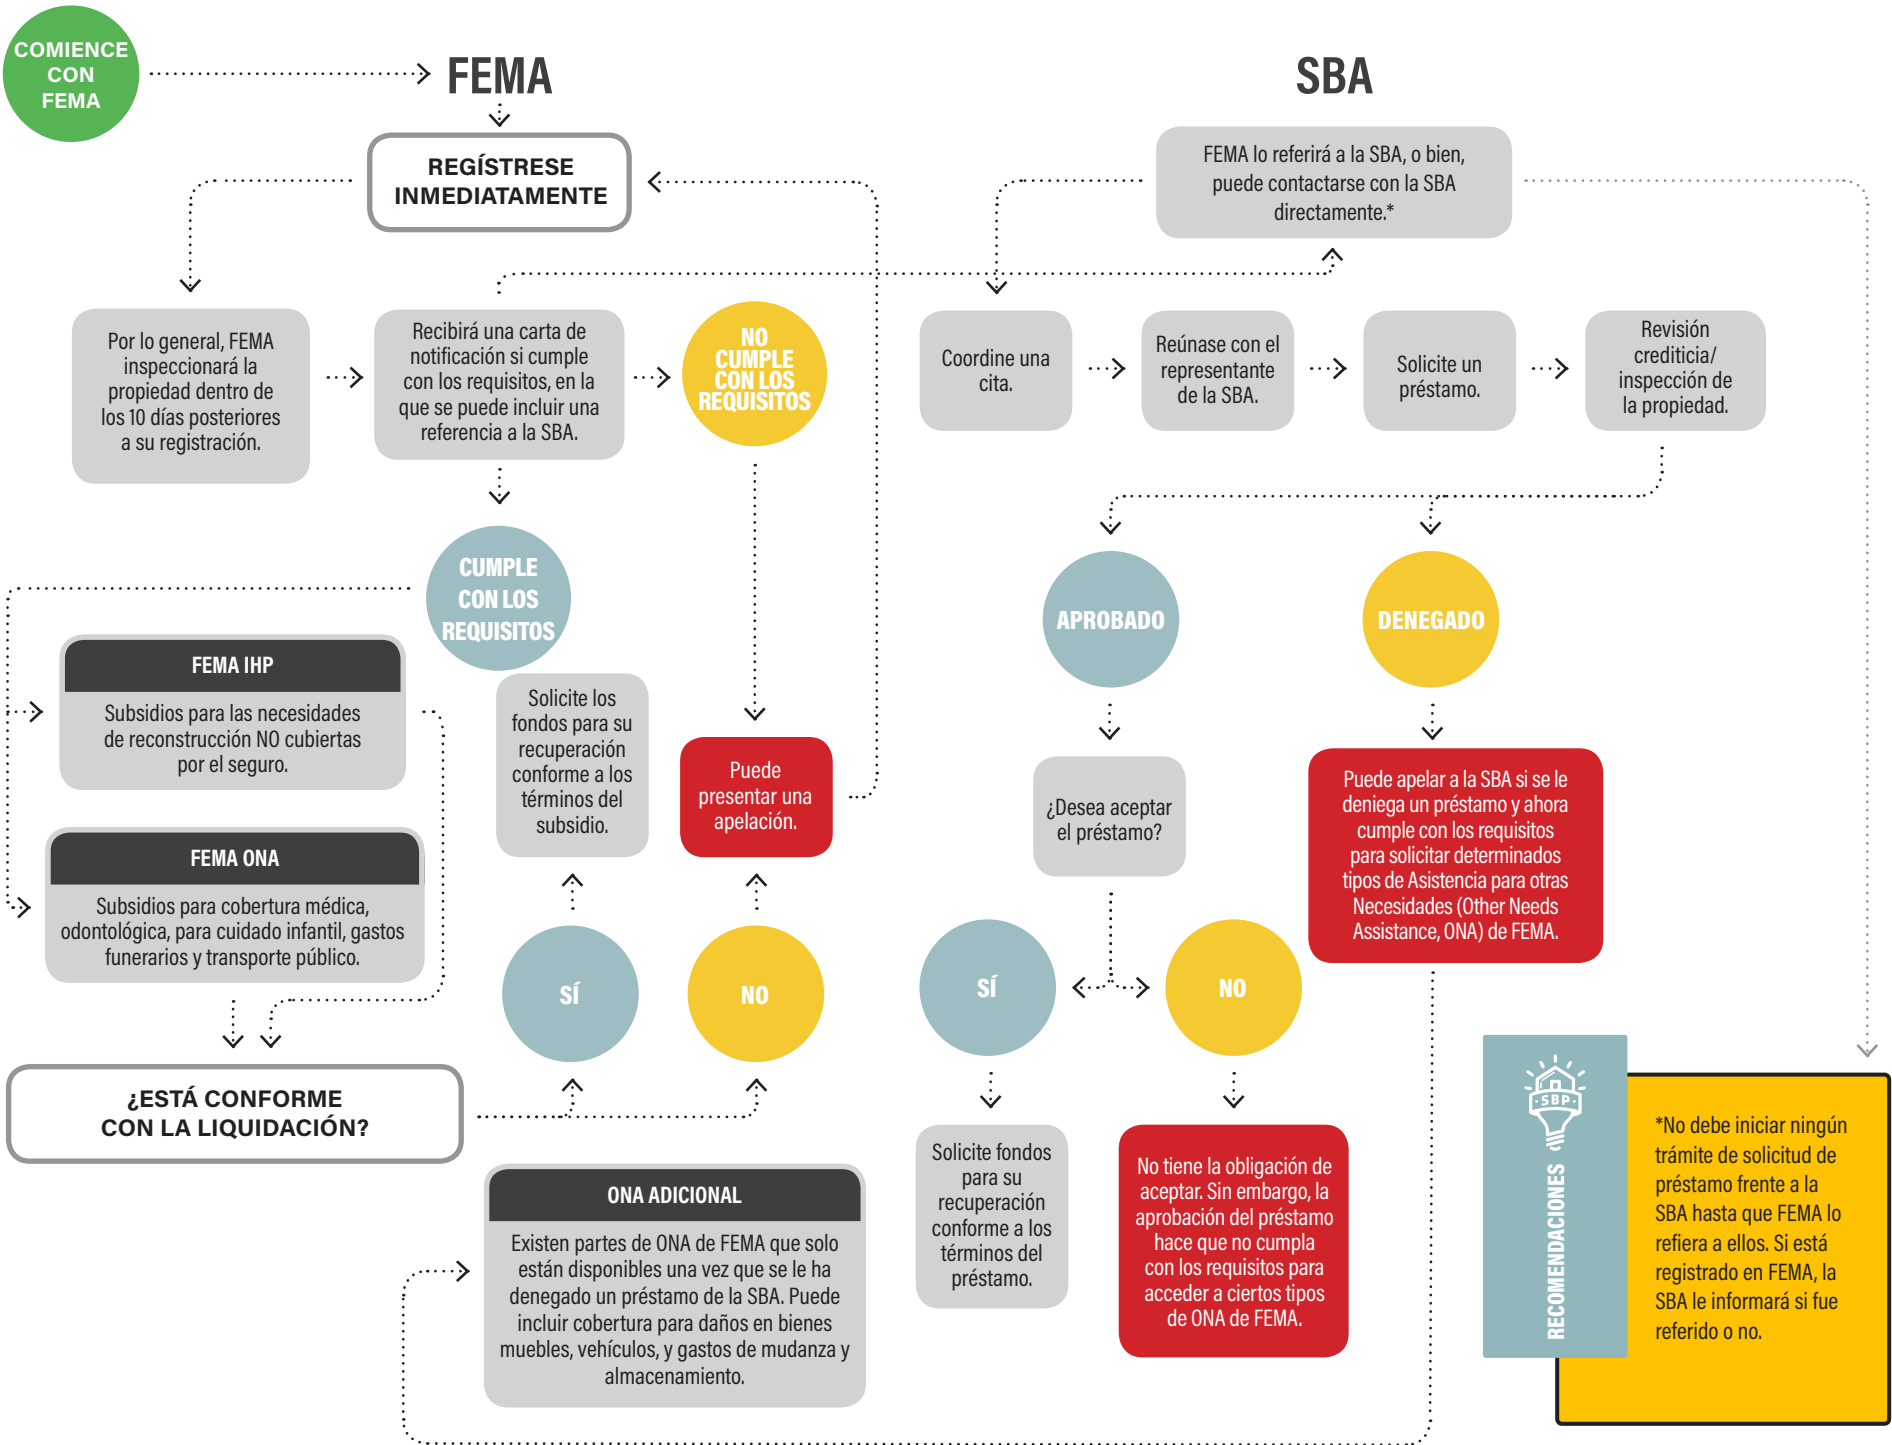 COMIENCE
CON
FEMA
FEMA
REGÍSTRESE
INMEDIATAMENTE
Por lo general, FEMA
inspeccionará la
propiedad dentro de
los 10 días posteriores
a su registración.
Recibirá una carta de
notificación si cumple
con los requisitos, en la
que se puede incluir una
referencia a la SBA.
NO
CUMPLE
CON LOS
REQUISITOS
CUMPLE
CON LOS
REQUISITOS
FEMA IHP
Subsidios para las necesidades
de reconstrucción NO cubiertas
por el seguro.
FEMA ONA
Subsidios para cobertura médica,
odontológica, para cuidado infantil, gastos
funerarios y transporte público.
¿ESTÁ CONFORME
CON LA LIQUIDACIÓN?
Solicite los
fondos para su
recuperación
conforme a los
términos del
subsidio.
Puede
presentar una
apelación.
SÍ
NO
ONA ADICIONAL
Existen partes de ONA de FEMA que solo
están disponibles una vez que se le ha
denegado un préstamo de la SBA. Puede
incluir cobertura para daños en bienes
muebles, vehículos, y gastos de mudanza y
almacenamiento.
SBA
FEMA lo referirá a la SBA, o bien,
puede contactarse con la SBA
directamente.*
Coordine una
cita.
Reúnase con el
representante
de la SBA.
Solicite un
préstamo.
Revisión
crediticia/
inspección de
la propiedad.
APROBADO
DENEGADO
¿Desea aceptar
el préstamo?
Puede apelar a la SBA si se le
deniega un préstamo y ahora
cumple con los requisitos
para solicitar determinados
tipos de Asistencia para otras
Necesidades (Other Needs
Assistance, ONA) de FEMA.
SÍ
NO
Solicite fondos
para su
recuperación
conforme a los
términos del
préstamo.
No tiene la obligación de
aceptar. Sin embargo, la
aprobación del préstamo
hace que no cumpla
con los requisitos para
acceder a ciertos tipos
de ONA de FEMA.
·SBP·
RECOMENDACIONES
*No debe iniciar ningún
trámite de solicitud de
préstamo frente a la
SBA hasta que FEMA lo
refiera a ellos. Si está
registrado en FEMA, la
SBA le informará si fue
referido o no.